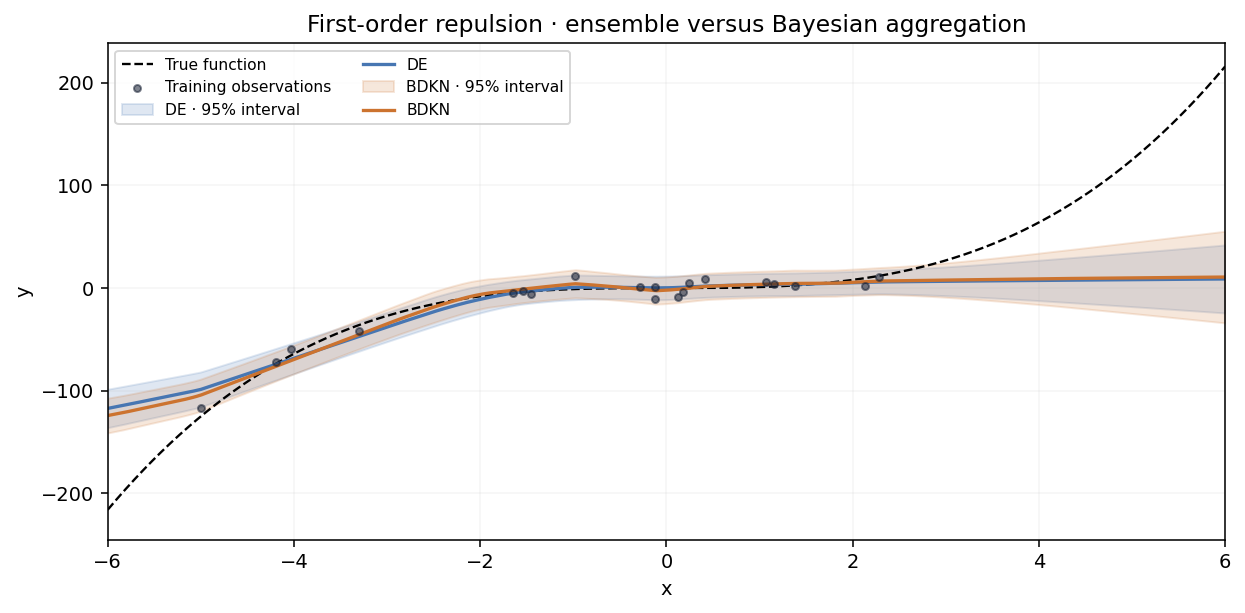 First-order repulsion · ensemble versus Bayesian aggregation
True function
Training observations
DE · 95% interval
DE
BDKN · 95% interval
BDKN
200
100
0
−100
−200
y
−6
−4
−2
0
2
4
6
x